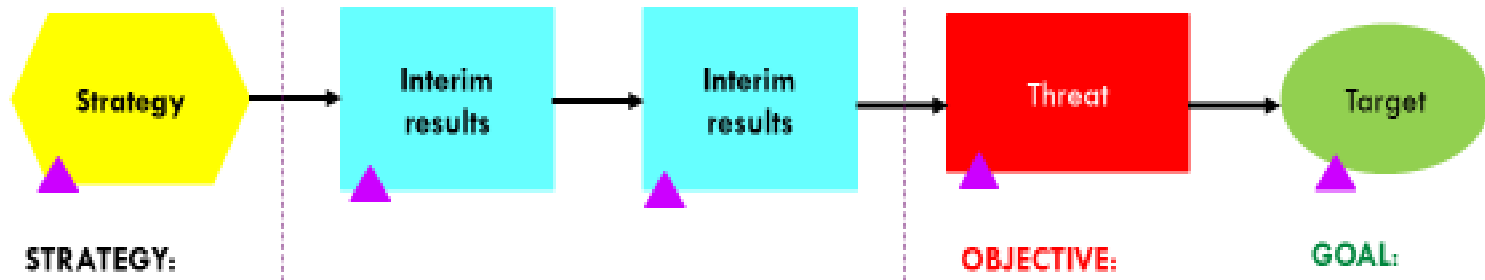 Strategy
Interim
results
Interim
results
Threat
Target
STRATEGY:
OBJECTIVE:
GOAL: